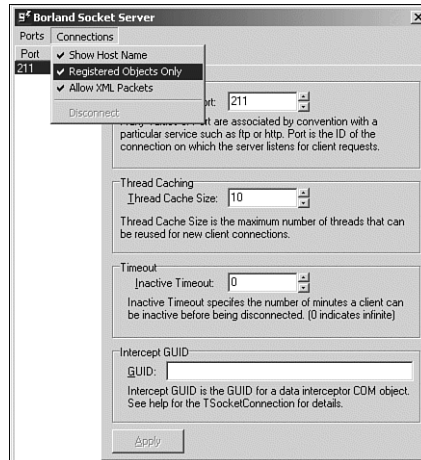 Borland Socket Server
Ports Connections
Port
211
Show Host Name
Registered Objects Only
Allow XML Packets
Disconnect
ort: 211
Port are associated by convention with a
particular service such as ftp or http. Port is the ID of the
connection on which the server listens for client requests.
Thread Caching
Thread Cache Size: 10
Thread Cache Size is the maximum number of threads that can
be reused for new client connections.
Timeout
Inactive Timeout: 0
Inactive Timeout specifes the number of minutes a client can
be inactive before being disconnected. (0 indicates infinite)
Intercept GUID
GUID:
Intercept GUID is the GUID for a data interceptor COM object.
See help for the TSocketConnection for details.
Apply